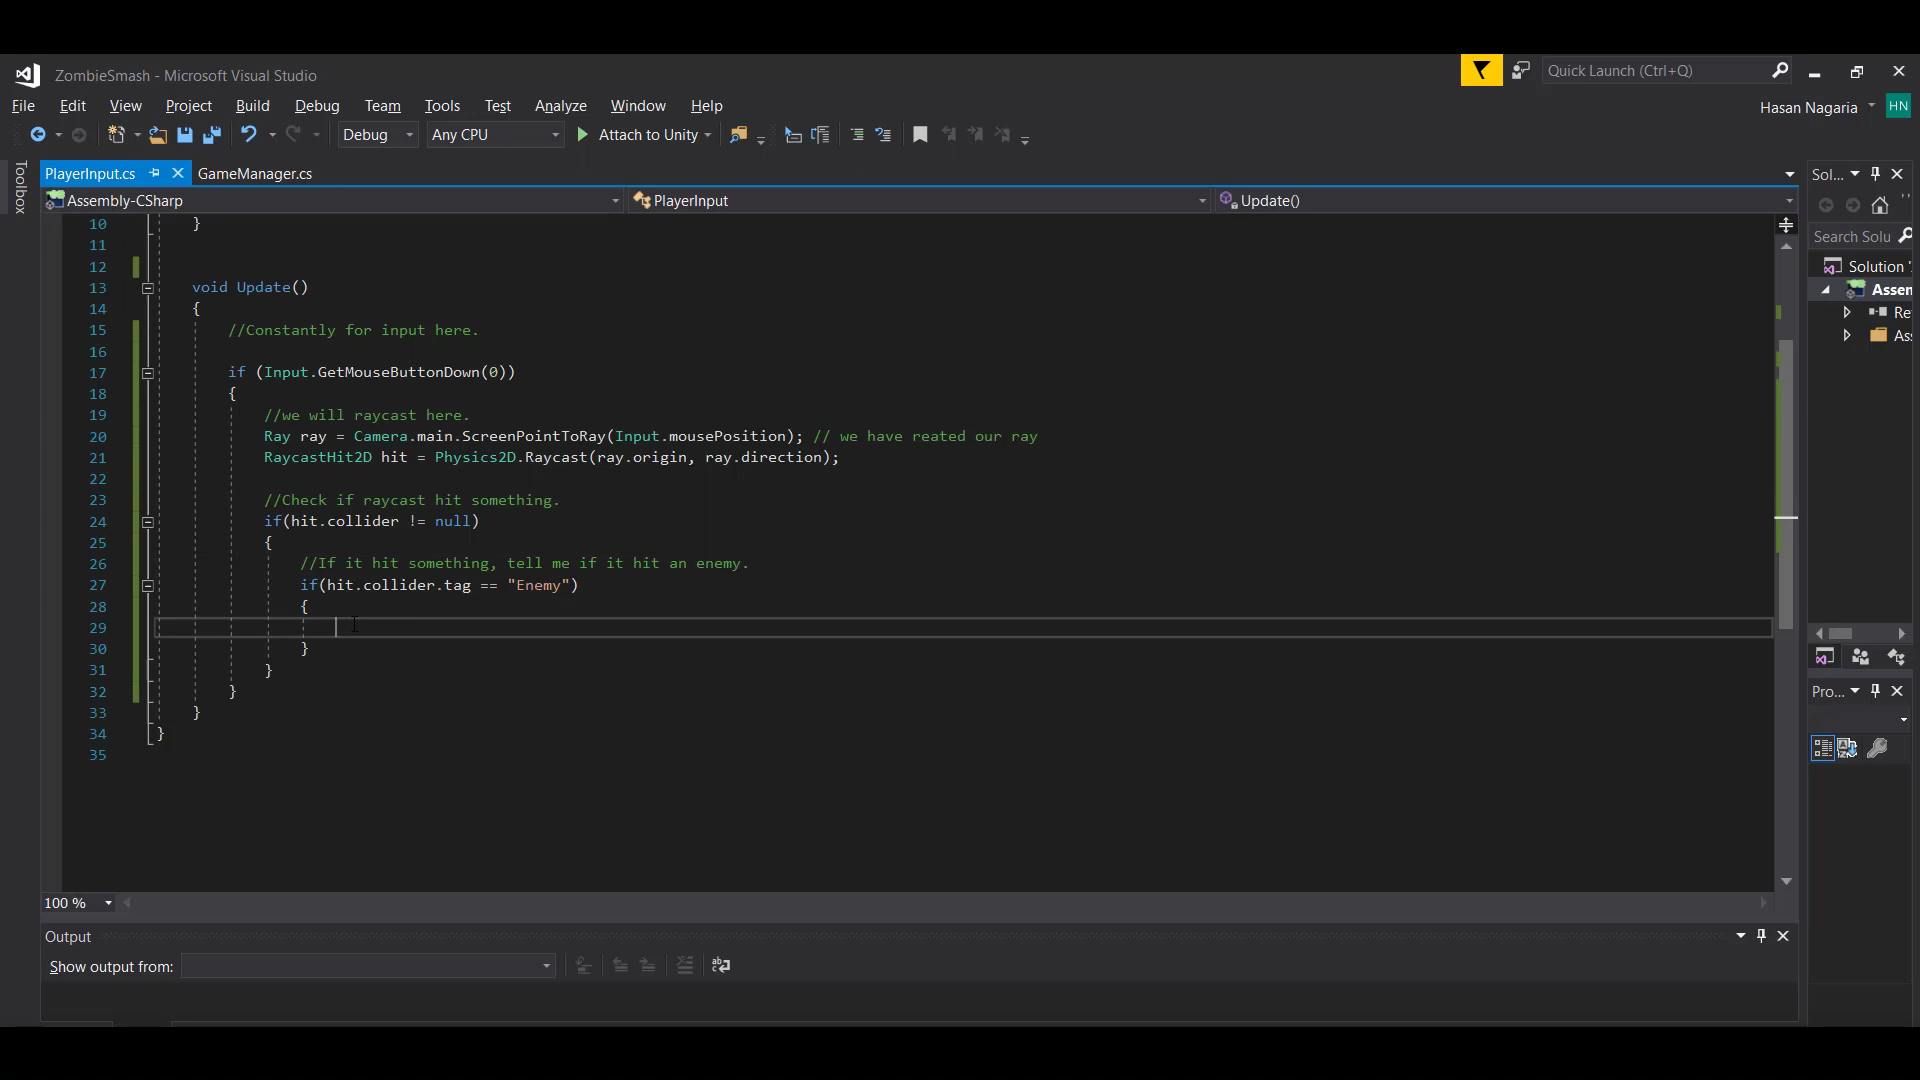 ZombieSmash - Microsoft Visual Studio
Quick Launch (Ctrl+Q)
File Edit View Project Build Debug Team Tools Test Analyze Window Help
Hasan Nagaria HN
Debug Any CPU Attach to Unity
Toolbox
PlayerInput.cs GameManager.cs
Sol...
Assembly-CSharp PlayerInput Update()
Search Solu
Solution '
Assen
Re
As
10 }
11
12
13 void Update()
14 {
15 //Constantly for input here.
16
17 if (Input.GetMouseButtonDown(0))
18 {
19 //we will raycast here.
20 Ray ray = Camera.main.ScreenPointToRay(Input.mousePosition); // we have reated our ray
21 RaycastHit2D hit = Physics2D.Raycast(ray.origin, ray.direction);
22
23 //Check if raycast hit something.
24 if(hit.collider != null)
25 {
26 //If it hit something, tell me if it hit an enemy.
27 if(hit.collider.tag == "Enemy")
28 {
29
30 }
31 }
32 }
33 }
34 }
35
Pro...
100 %
Output
Show output from: